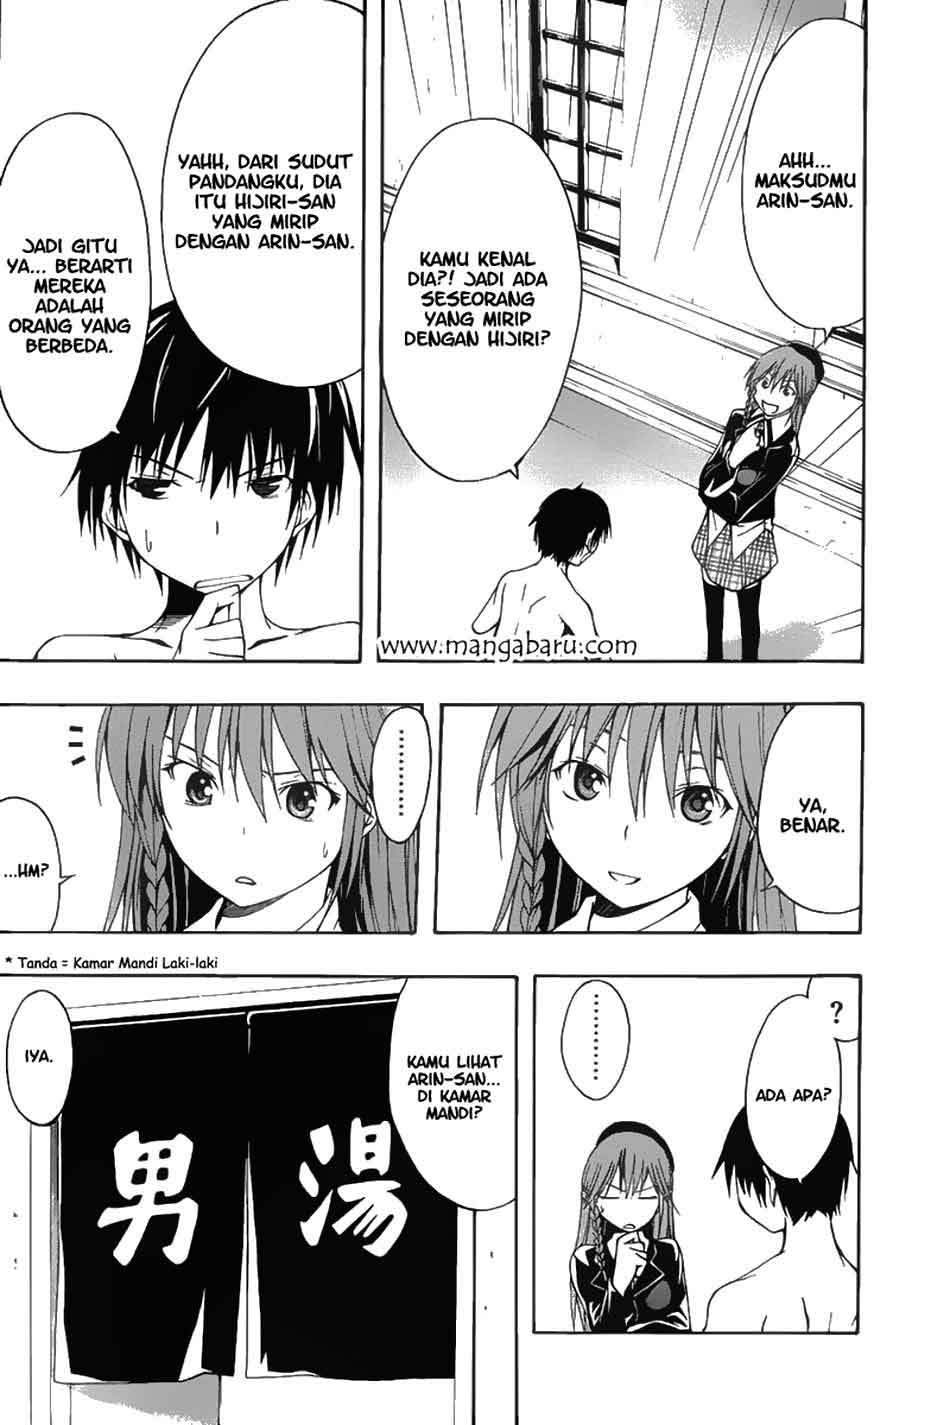 AHH...
MAKSUDMU
ARIN-SAN.
KAMU KENAL
DIA?! JADI ADA
SESEORANG
YANG MIRIP
DENGAN HIJIRI?
YAHH, DARI SUDUT
PANDANGKU, DIA
ITU HIJIRI-SAN
YANG MIRIP
DENGAN ARIN-SAN.
JADI GITU
YA... BERARTI
MEREKA
ADALAH
ORANG YANG
BERBEDA.
www.mangabaru.com
YA,
BENAR.
..........
...HM?
?
ADA APA?
..........
* Tanda = Kamar Mandi Laki-laki
KAMU LIHAT
ARIN-SAN...
DI KAMAR
MANDI?
IYA.
男湯